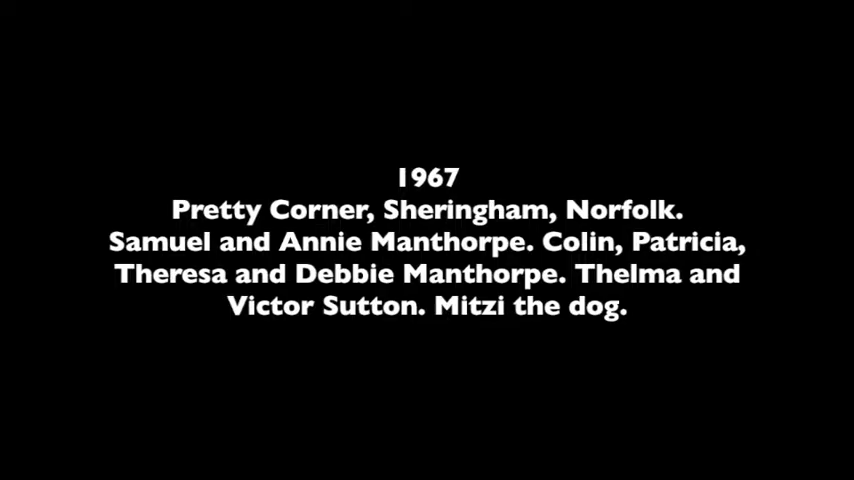 1967
Pretty Corner, Sheringham, Norfolk.
Samuel and Annie Manthorpe. Colin, Patricia,
Theresa and Debbie Manthorpe. Thelma and
Victor Sutton. Mitzi the dog.